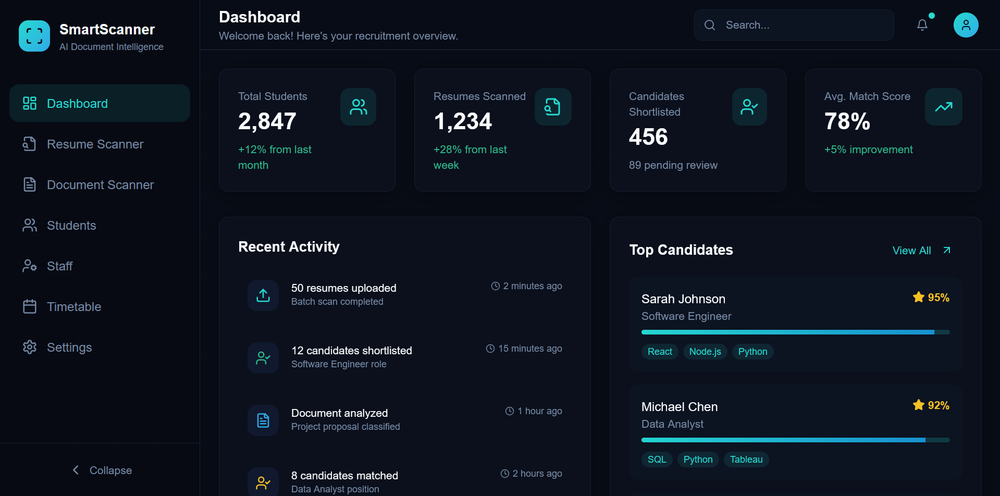 SmartScanner
AI Document Intelligence
Dashboard
Resume Scanner
Document Scanner
Students
Staff
Timetable
Settings
Collapse
Dashboard
Welcome back! Here's your recruitment overview.
Search...
Total Students
2,847
+12% from last
month
Resumes Scanned
1,234
+28% from last
week
Candidates
Shortlisted
456
89 pending review
Avg. Match Score
78%
+5% improvement
Recent Activity
50 resumes uploaded
Batch scan completed
2 minutes ago
12 candidates shortlisted
Software Engineer role
15 minutes ago
Document analyzed
Project proposal classified
1 hour ago
8 candidates matched
Data Analyst position
2 hours ago
Top Candidates
View All
Sarah Johnson
95%
Software Engineer
React
Node.js
Python
Michael Chen
92%
Data Analyst
SQL
Python
Tableau